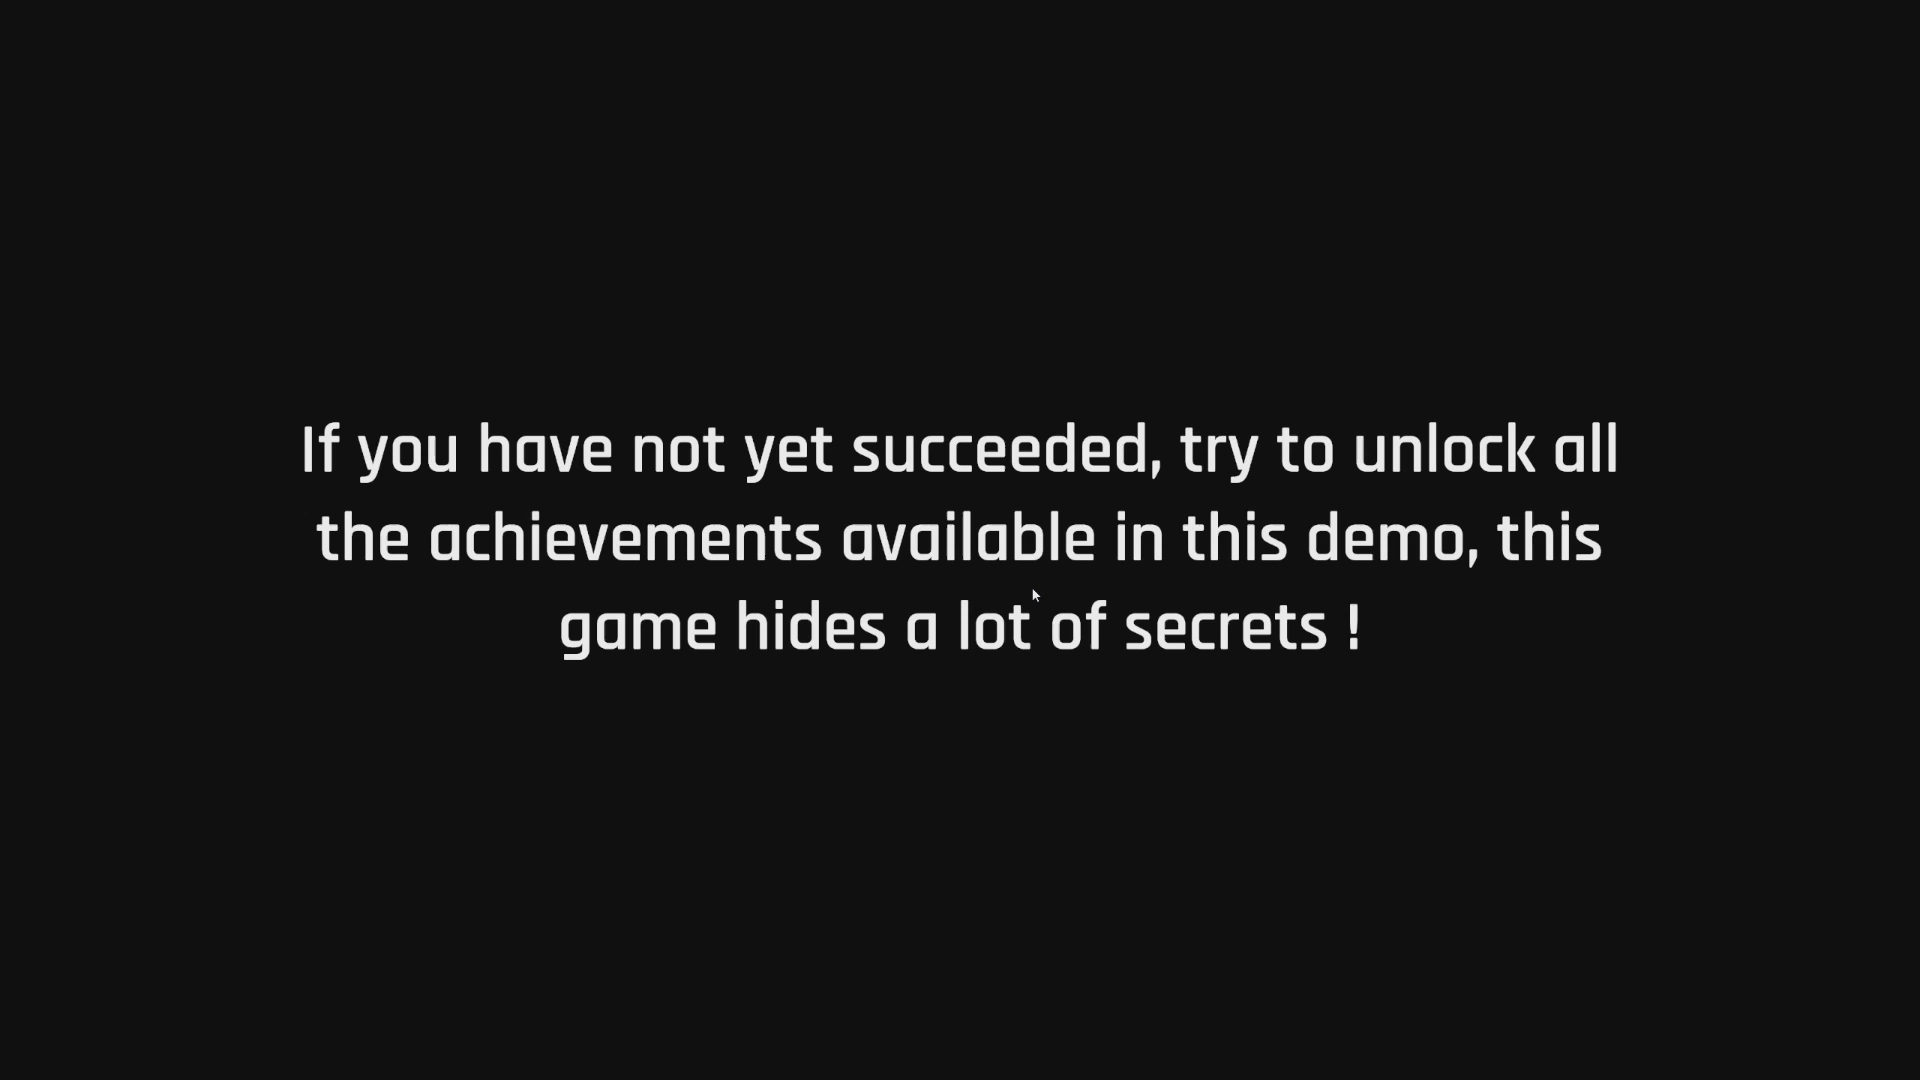 If you have not yet succeeded, try to unlock all
the achievements available in this demo, this
game hides a lot of secrets !